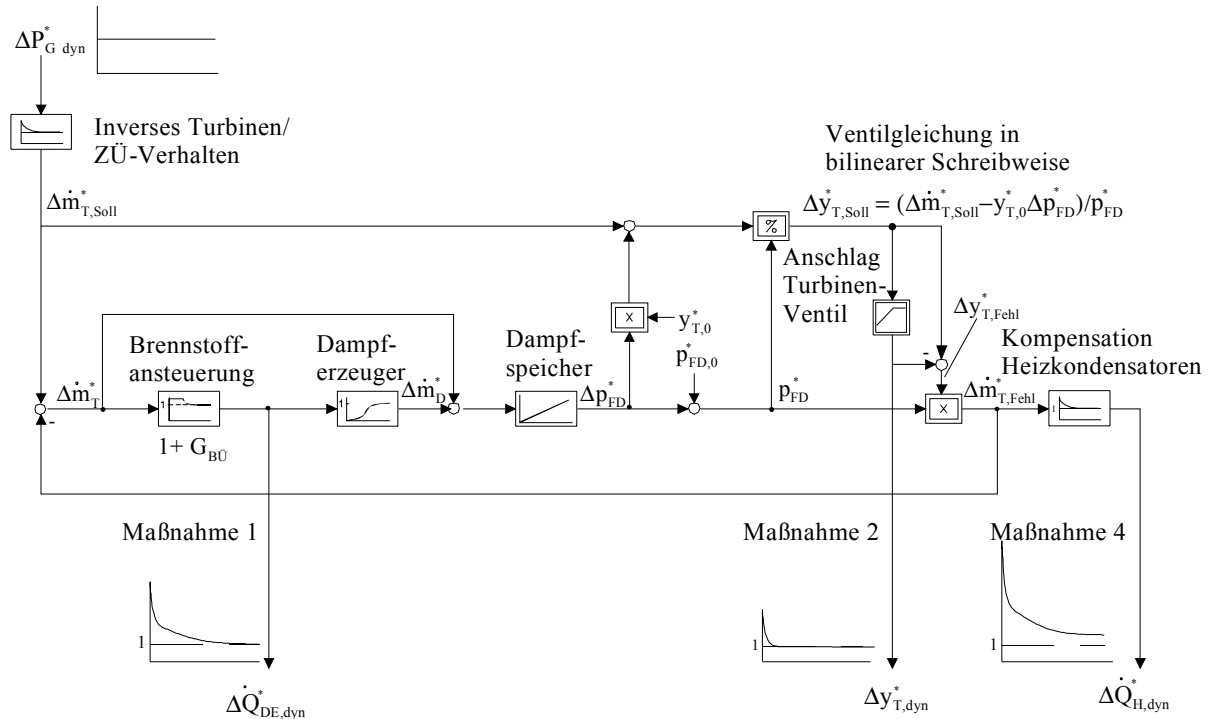 ΔP*G dyn
Inverses Turbinen/
ZÜ-Verhalten
Ventilgleichung in
bilinearer Schreibweise
Δṁ*T,Soll
Δy*T,Soll = (Δṁ*T,Soll−y*T,0Δp*FD)/p*FD
%
Anschlag
Turbinen-
Ventil
Δy*T,Fehl
x
y*T,0
p*FD,0
Kompensation
Heizkondensatoren
Brennstoff-
ansteuerung
Dampf-
erzeuger
Dampf-
speicher
-
Δṁ*T
1
1
Δṁ*D
Δp*FD
p*FD
x
Δṁ*T,Fehl
1
-
1+ GBÜ
Maßnahme 1
Maßnahme 2
Maßnahme 4
1
1
1
ΔQ̇*DE,dyn
Δy*T,dyn
ΔQ̇*H,dyn